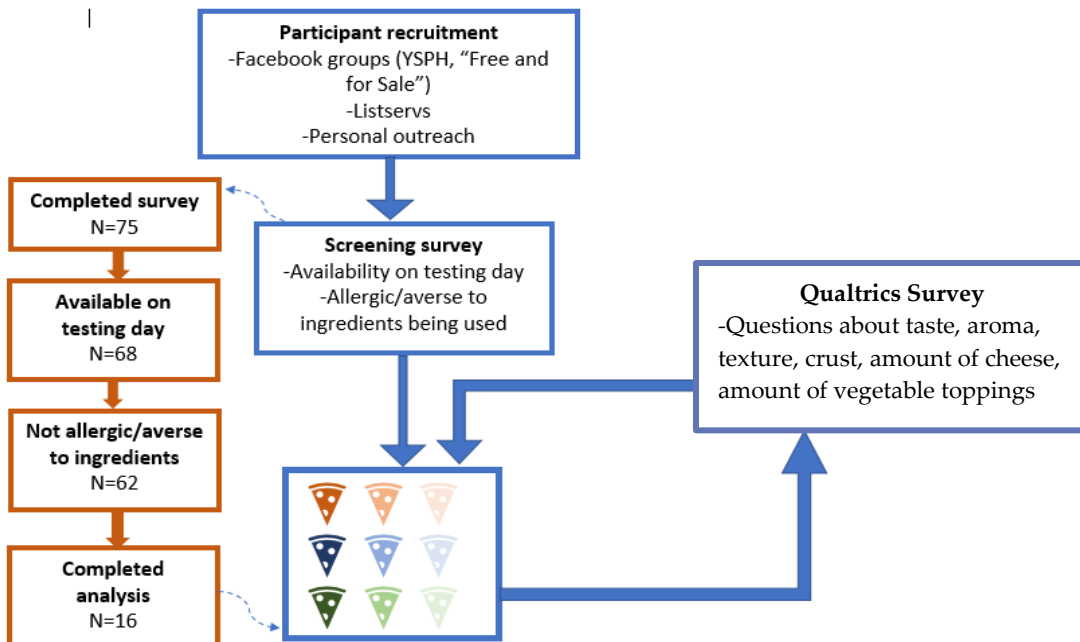 Participant recruitment
-Facebook groups (YSPH, “Free and
for Sale”)
-Listservs
-Personal outreach
Completed survey
N=75
Screening survey
-Availability on testing day
-Allergic/averse to
ingredients being used
Available on
testing day
N=68
Qualtrics Survey
-Questions about taste, aroma,
texture, crust, amount of cheese,
amount of vegetable toppings
Not allergic/averse
to ingredients
N=62
Completed
analysis
N=16